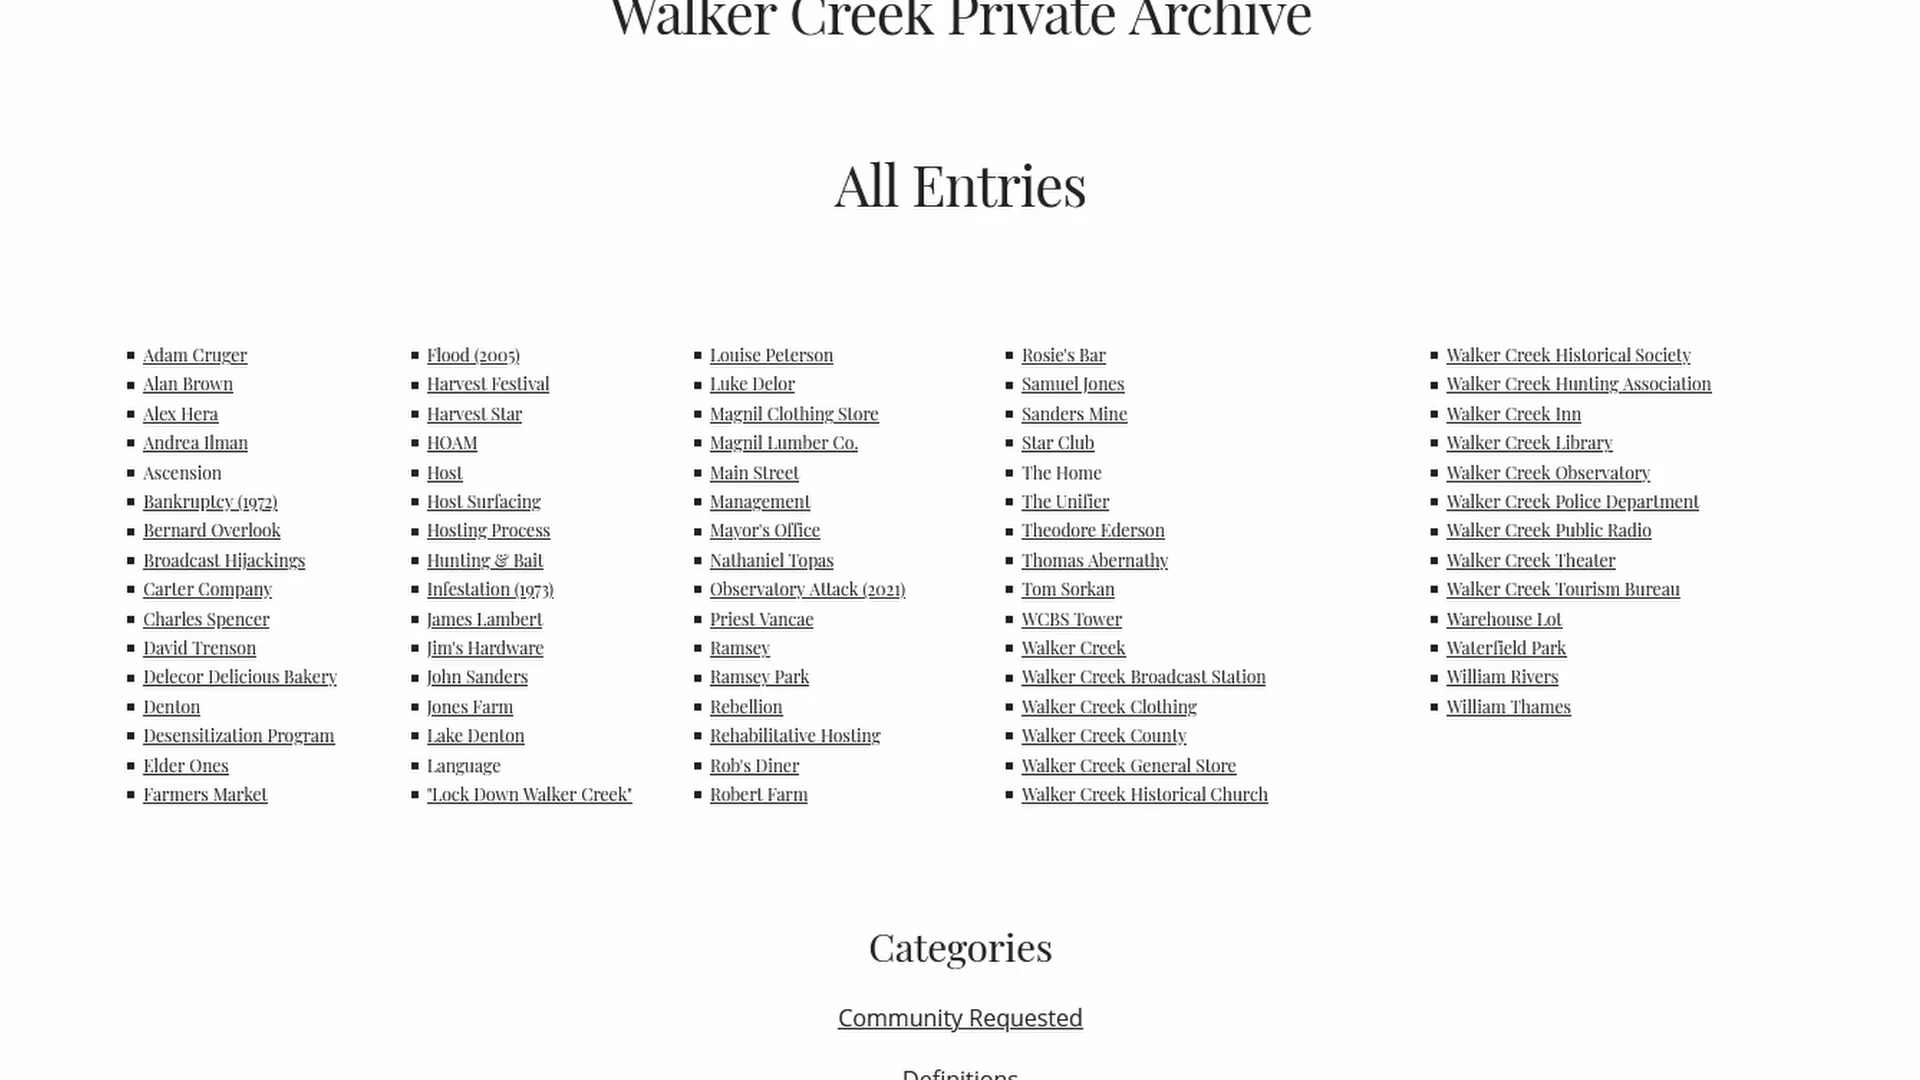 Walker Creek Private Archive
All Entries
Adam Cruger
Alan Brown
Alex Hera
Andrea Ilman
Ascension
Bankruptcy (1972)
Bernard Overlook
Broadcast Hijackings
Carter Company
Charles Spencer
David Trenson
Delecor Delicious Bakery
Denton
Desensitization Program
Elder Ones
Farmers Market
Flood (2005)
Harvest Festival
Harvest Star
HOAM
Host
Host Surfacing
Hosting Process
Hunting & Bait
Infestation (1973)
James Lambert
Jim's Hardware
John Sanders
Jones Farm
Lake Denton
Language
"Lock Down Walker Creek"
Louise Peterson
Luke Delor
Magnil Clothing Store
Magnil Lumber Co.
Main Street
Management
Mayor's Office
Nathaniel Topas
Observatory Attack (2021)
Priest Vancae
Ramsey
Ramsey Park
Rebellion
Rehabilitative Hosting
Rob's Diner
Robert Farm
Rosie's Bar
Samuel Jones
Sanders Mine
Star Club
The Home
The Unifier
Theodore Ederson
Thomas Abernathy
Tom Sorkan
WCBS Tower
Walker Creek
Walker Creek Broadcast Station
Walker Creek Clothing
Walker Creek County
Walker Creek General Store
Walker Creek Historical Church
Walker Creek Historical Society
Walker Creek Hunting Association
Walker Creek Inn
Walker Creek Library
Walker Creek Observatory
Walker Creek Police Department
Walker Creek Public Radio
Walker Creek Theater
Walker Creek Tourism Bureau
Warehouse Lot
Waterfield Park
William Rivers
William Thames
Categories
Community Requested
Definitions